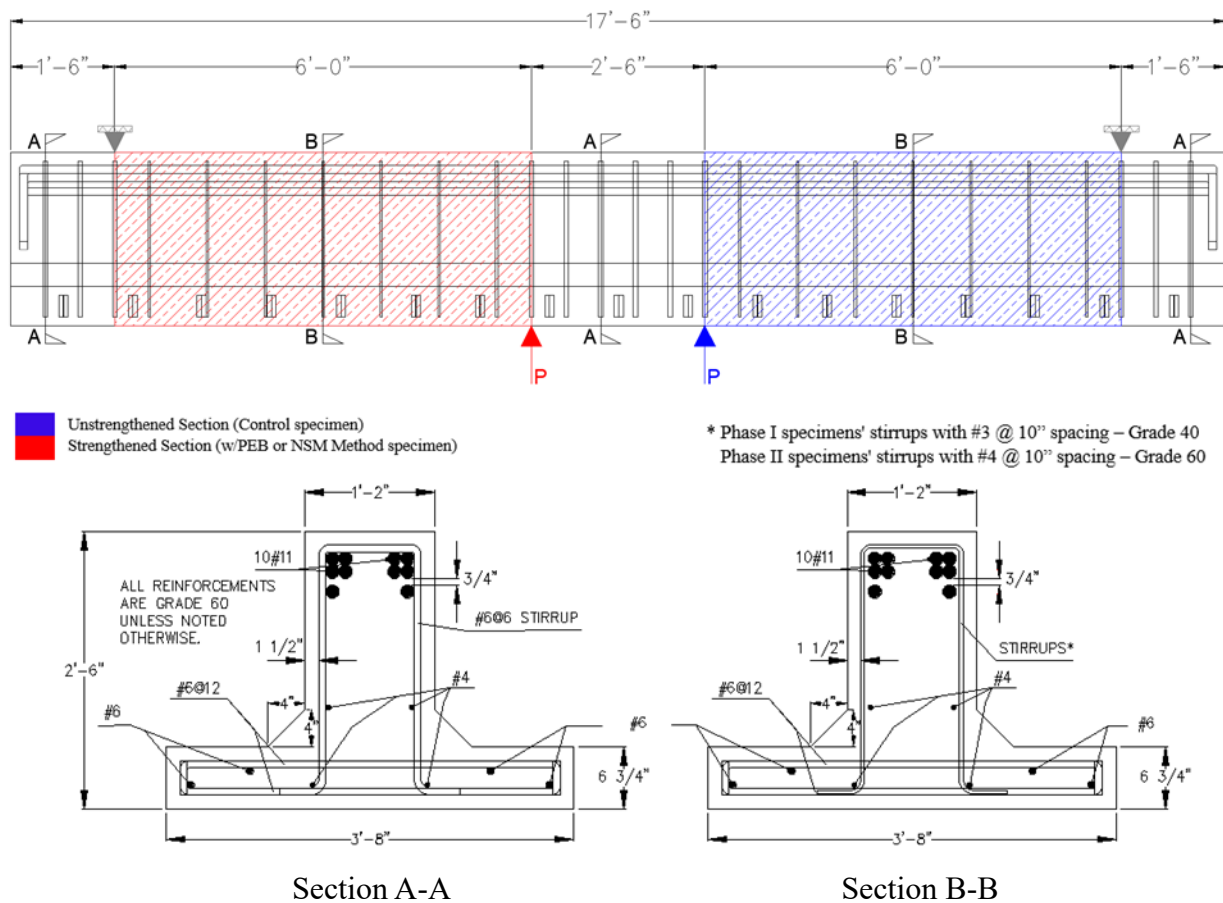 17'-6"
1'-6" 6'-0" 2'-6" 6'-0" 1'-6"
A B A B A
A B A B A
P P
Unstrengthened Section (Control specimen)
Strengthened Section (w/PEB or NSM Method specimen)
* Phase I specimens' stirrups with #3 @ 10” spacing – Grade 40
Phase II specimens' stirrups with #4 @ 10” spacing – Grade 60
1'-2"
10#11
ALL REINFORCEMENTS
ARE GRADE 60
UNLESS NOTED
OTHERWISE.
3/4"
#6@6 STIRRUP
1 1/2"
2'-6"
#6@12
4"
4"
#4
#6
#6
6 3/4"
3'-8"
Section A-A
1'-2"
10#11
3/4"
1 1/2"
STIRRUPS*
#6@12
4"
4"
#4
#6
6 3/4"
3'-8"
Section B-B